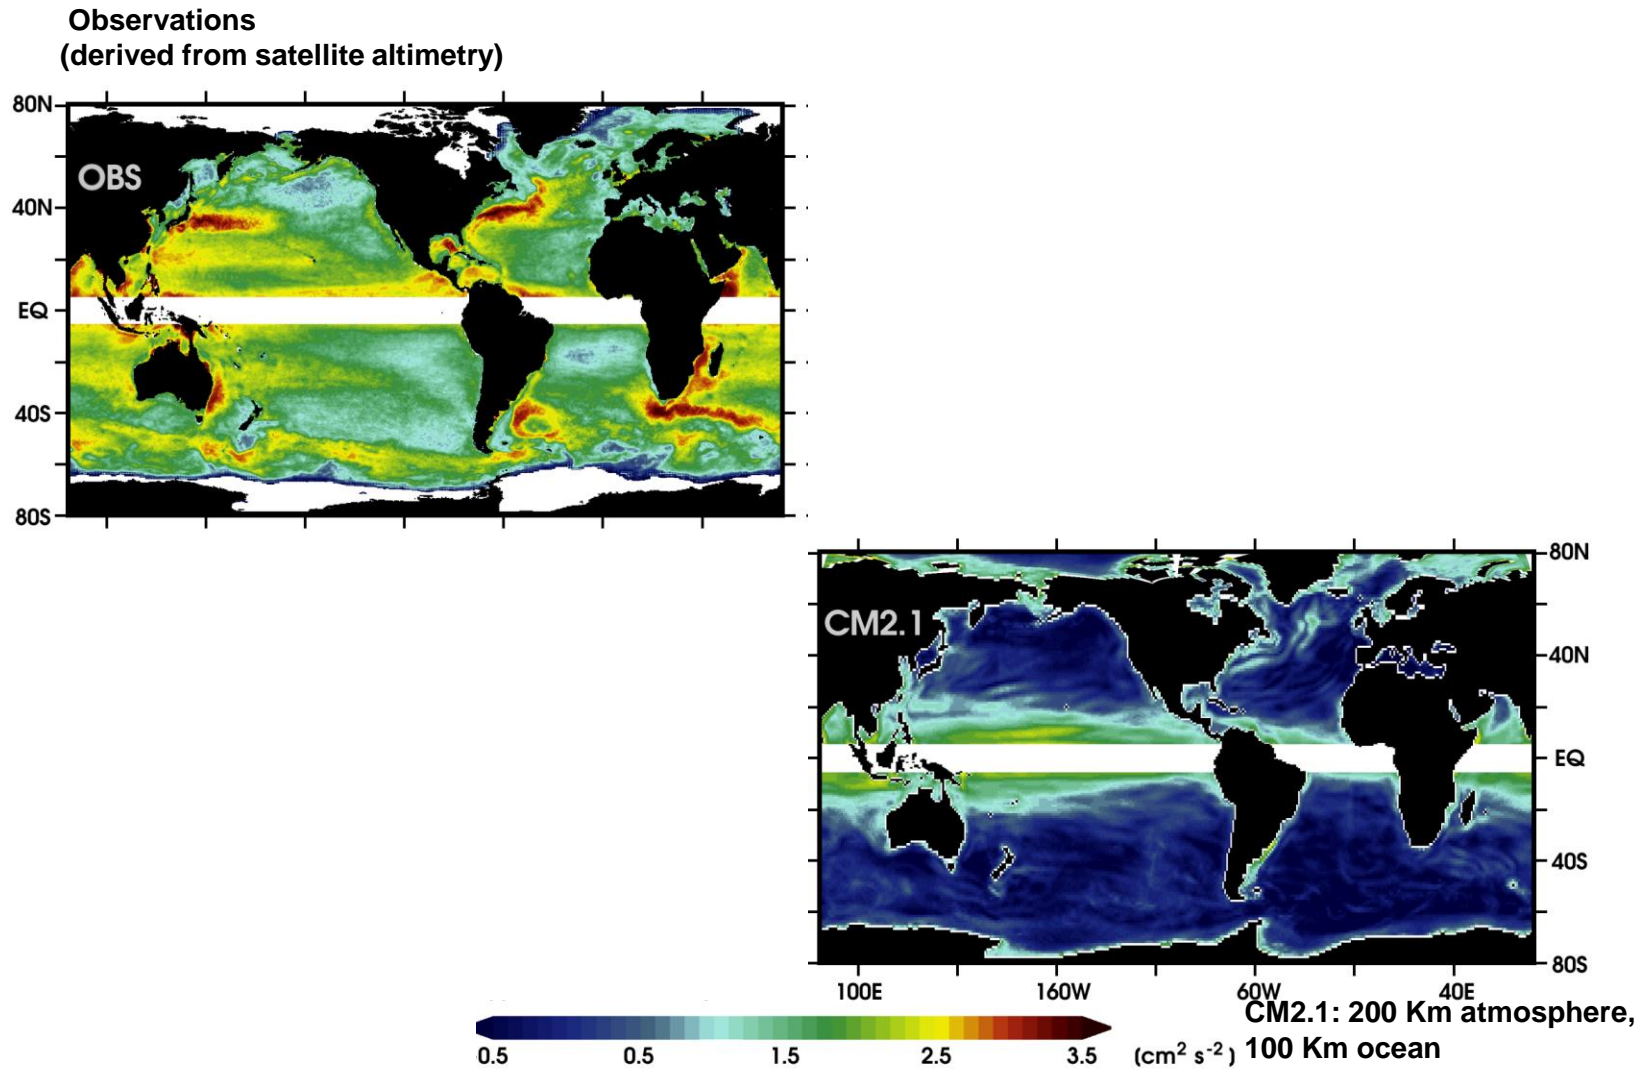 Observations
(derived from satellite altimetry)
80N
OBS
40N
EQ
40S
80S
80N
CM2.1
40N
EQ
40S
80S
100E 160W 60W 40E
CM2.1: 200 Km atmosphere,
100 Km ocean
0.5 0.5 1.5 2.5 3.5 (cm² s⁻²)